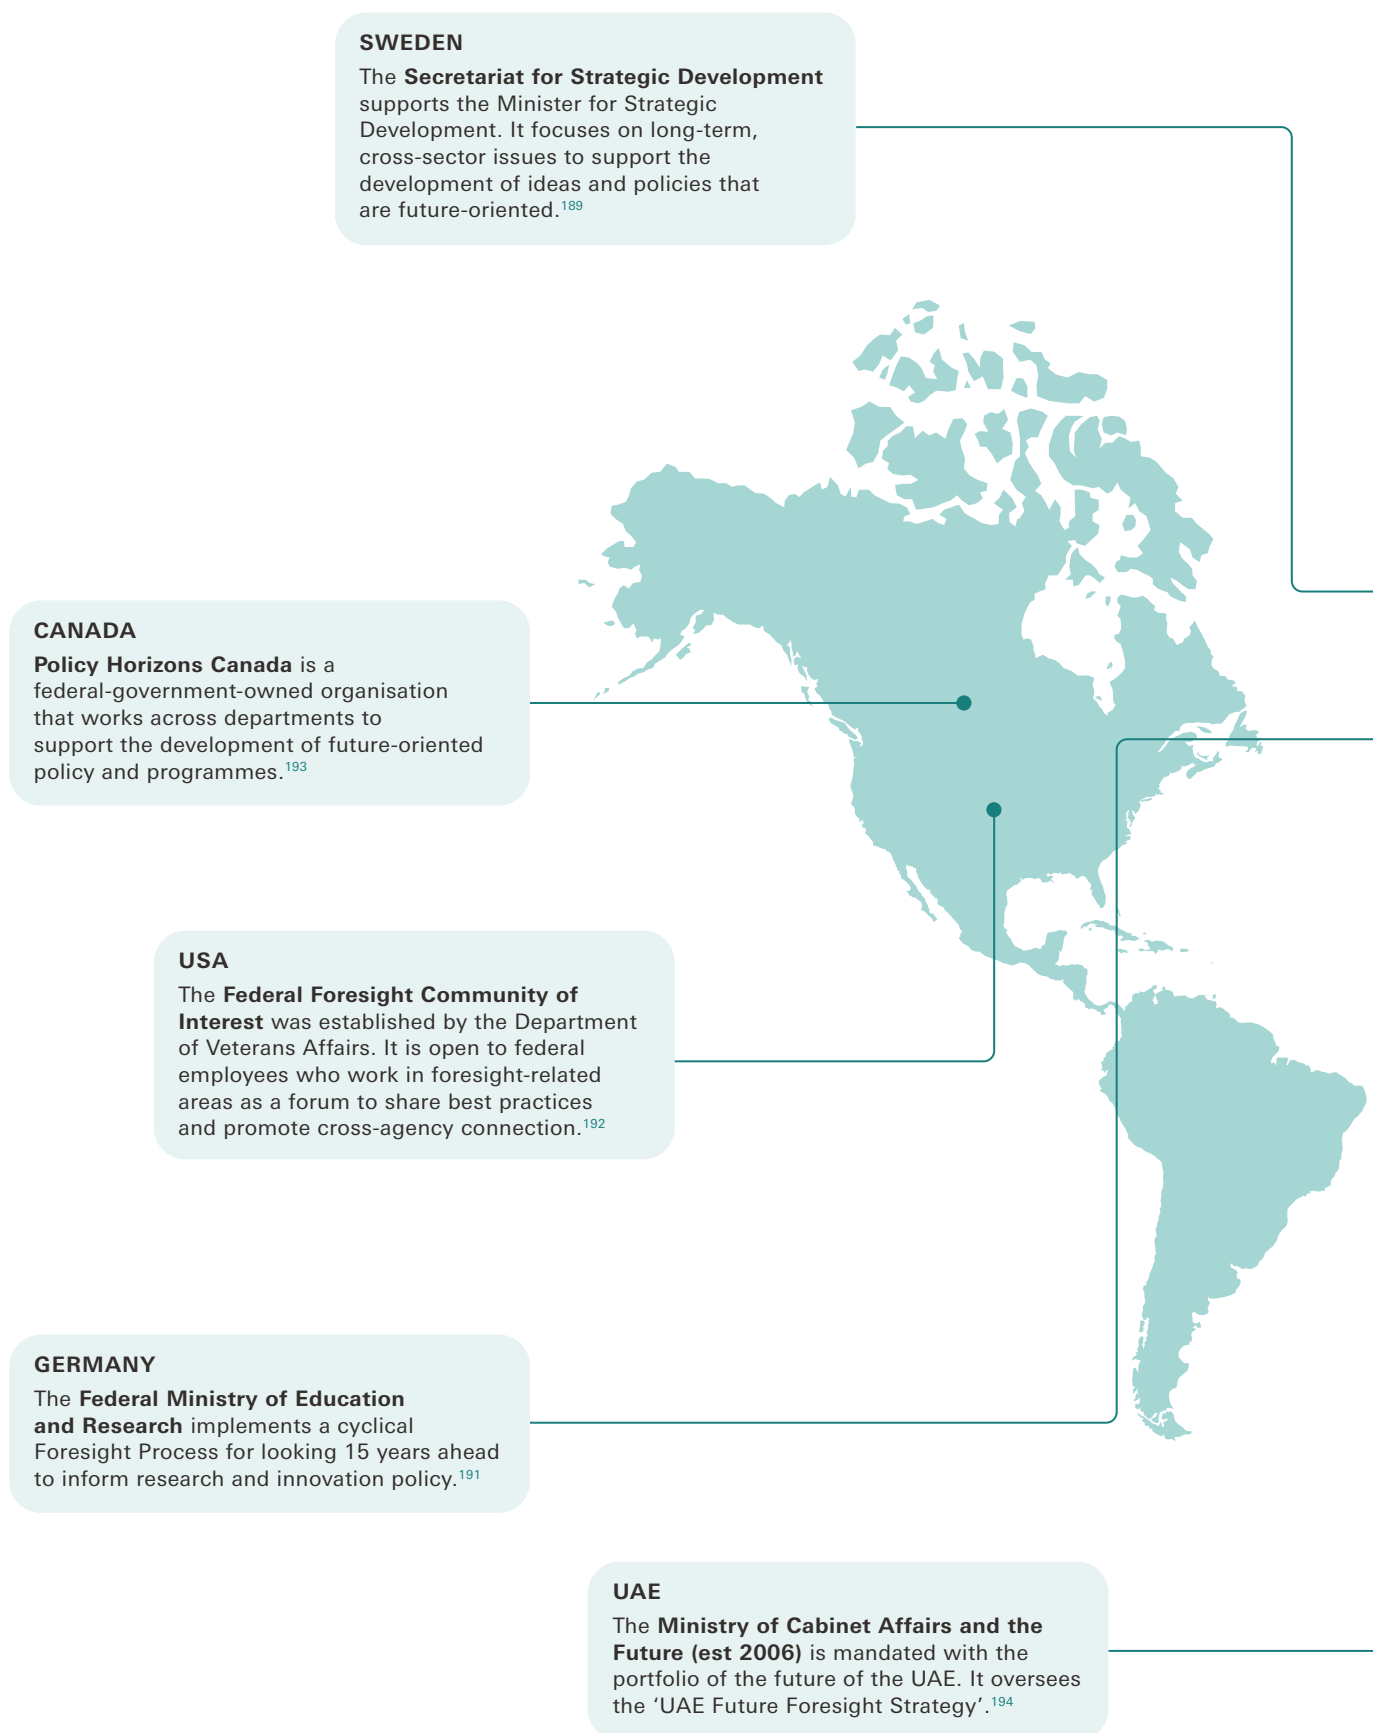 SWEDEN
The Secretariat for Strategic Development
supports the Minister for Strategic
Development. It focuses on long-term,
cross-sector issues to support the
development of ideas and policies that
are future-oriented.189
CANADA
Policy Horizons Canada is a
federal-government-owned organisation
that works across departments to
support the development of future-oriented
policy and programmes.193
USA
The Federal Foresight Community of
Interest was established by the Department
of Veterans Affairs. It is open to federal
employees who work in foresight-related
areas as a forum to share best practices
and promote cross-agency connection.192
GERMANY
The Federal Ministry of Education
and Research implements a cyclical
Foresight Process for looking 15 years ahead
to inform research and innovation policy.191
UAE
The Ministry of Cabinet Affairs and the
Future (est 2006) is mandated with the
portfolio of the future of the UAE. It oversees
the ‘UAE Future Foresight Strategy’.194